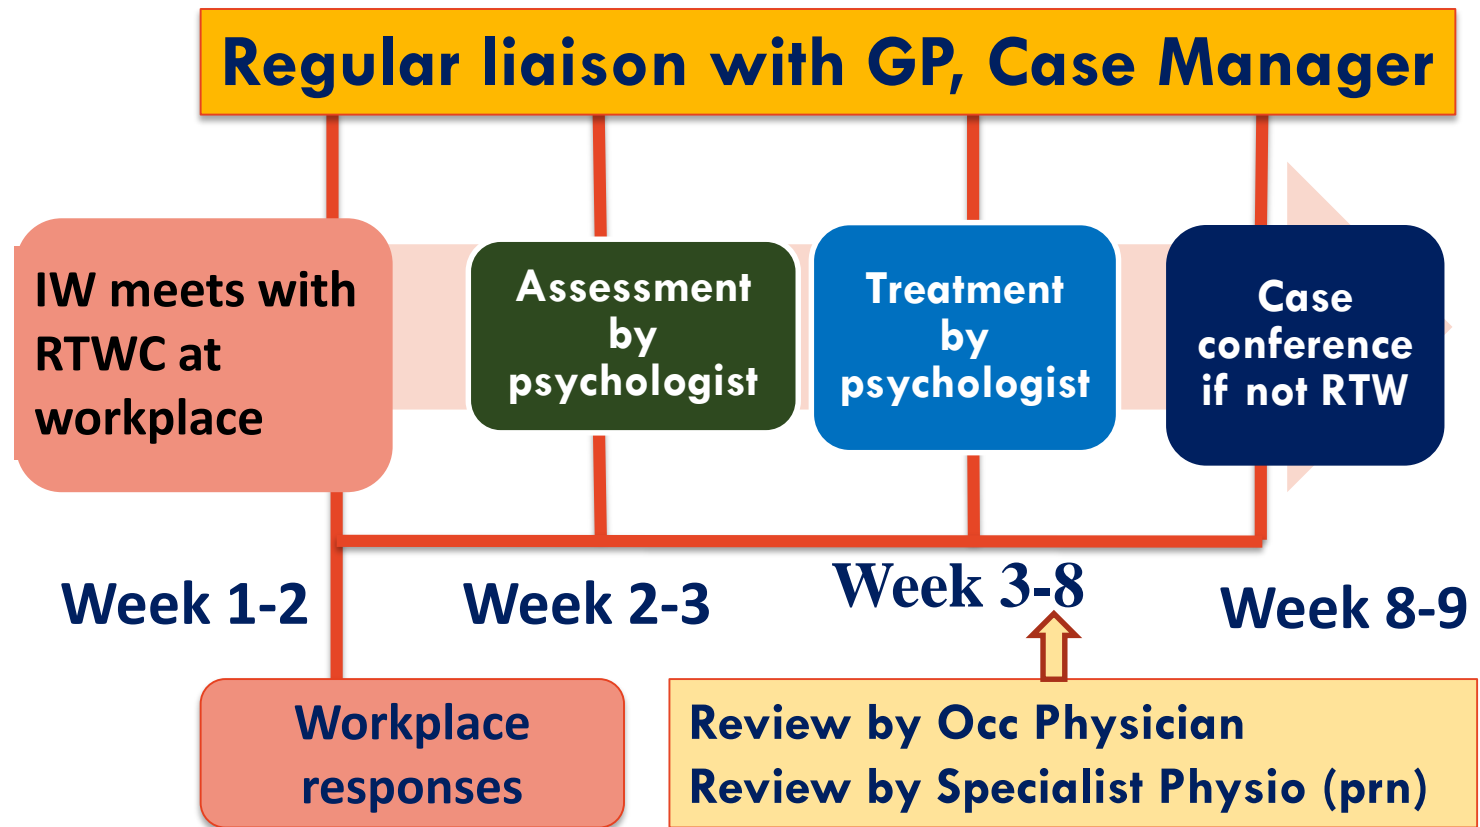 Regular liaison with GP, Case Manager
IW meets with
RTWC at
workplace
Assessment
by
psychologist
Treatment
by
psychologist
Case
conference
if not RTW
Week 1-2
Week 2-3
Week 3-8
Week 8-9
Workplace
responses
Review by Occ Physician
Review by Specialist Physio (prn)